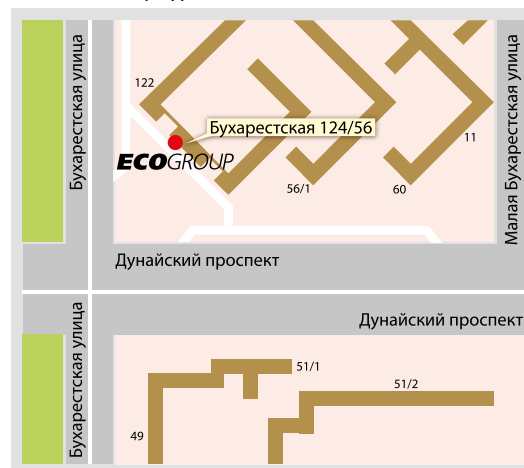 Бухарестская улица
122
Бухарестская 124/56
ECOGROUP
56/1
60
11
Малая Бухарестская улица
Дунайский проспект
Дунайский проспект
Бухарестская улица
51/1
51/2
49